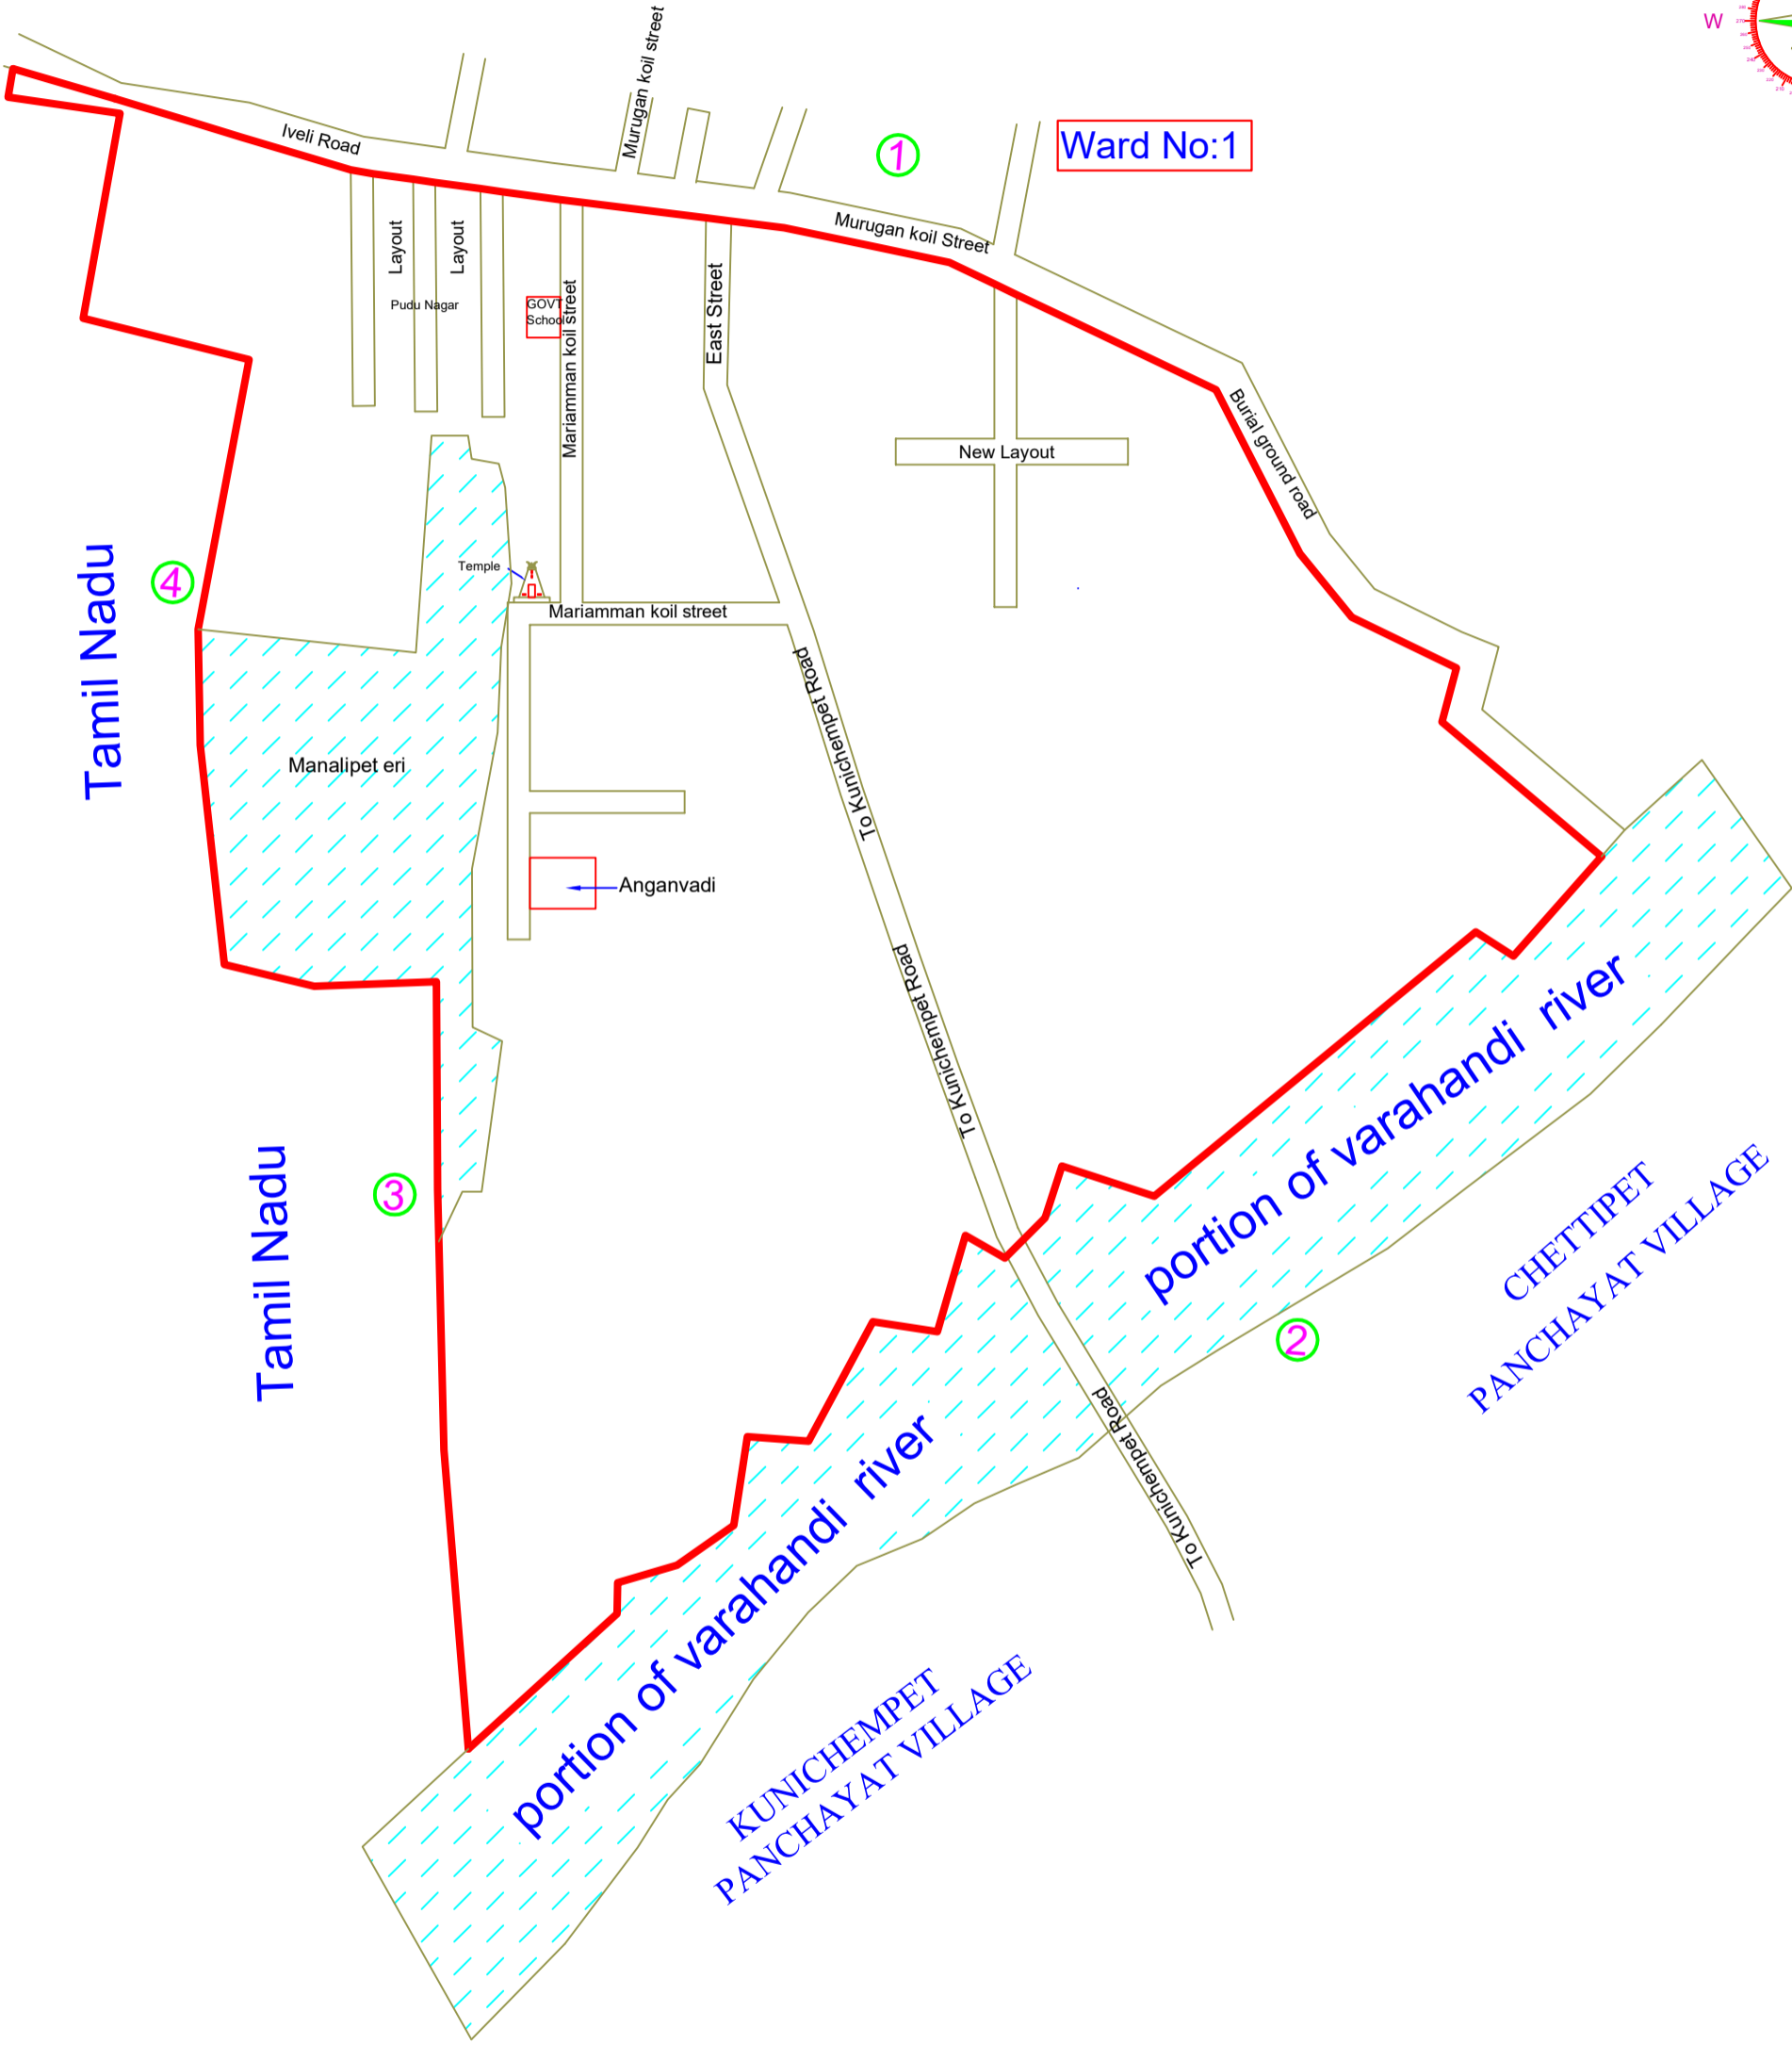 W
Murugan koil street
Iveli Road
1
Ward No:1
Murugan koil Street
Layout
Layout
Pudu Nagar
GOVT
School
Mariamman koil street
East Street
New Layout
Burial ground road
Tamil Nadu
4
Temple
Mariamman koil street
To Kunichempet Road
Manalipet eri
Anganvadi
To Kunichempet Road
portion of varahandi river
Tamil Nadu
3
2
CHETTIPET
PANCHAYAT VILLAGE
To Kunichempet Road
portion of varahandi river
KUNICHEMPET
PANCHAYAT VILLAGE